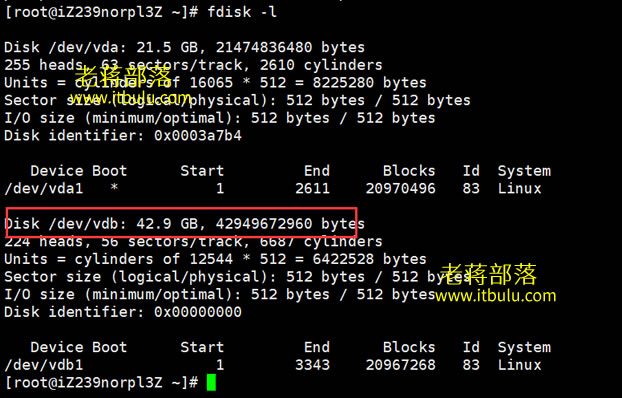 [root@iZ239norpl3Z ~]# fdisk -l
Disk /dev/vda: 21.5 GB, 21474836480 bytes
255 heads, 63 sectors/track, 2610 cylinders
老蒋部落
Units = cylinders of 16065 * 512 = 8225280 bytes
www.itbulu.com
Sector size (logical/physical): 512 bytes / 512 bytes
I/O size (minimum/optimal): 512 bytes / 512 bytes
Disk identifier: 0x0003a7b4
Device Boot Start End Blocks Id System
/dev/vda1 * 1 2611 20970496 83 Linux
Disk /dev/vdb: 42.9 GB, 42949672960 bytes
224 heads, 56 sectors/track, 6687 cylinders
Units = cylinders of 12544 * 512 = 6422528 bytes
Sector size (logical/physical): 512 bytes / 512 bytes
老蒋部落
I/O size (minimum/optimal): 512 bytes / 512 bytes
www.itbulu.com
Disk identifier: 0x00000000
Device Boot Start End Blocks Id System
/dev/vdb1 1 3343 20967268 83 Linux
[root@iZ239norpl3Z ~]#